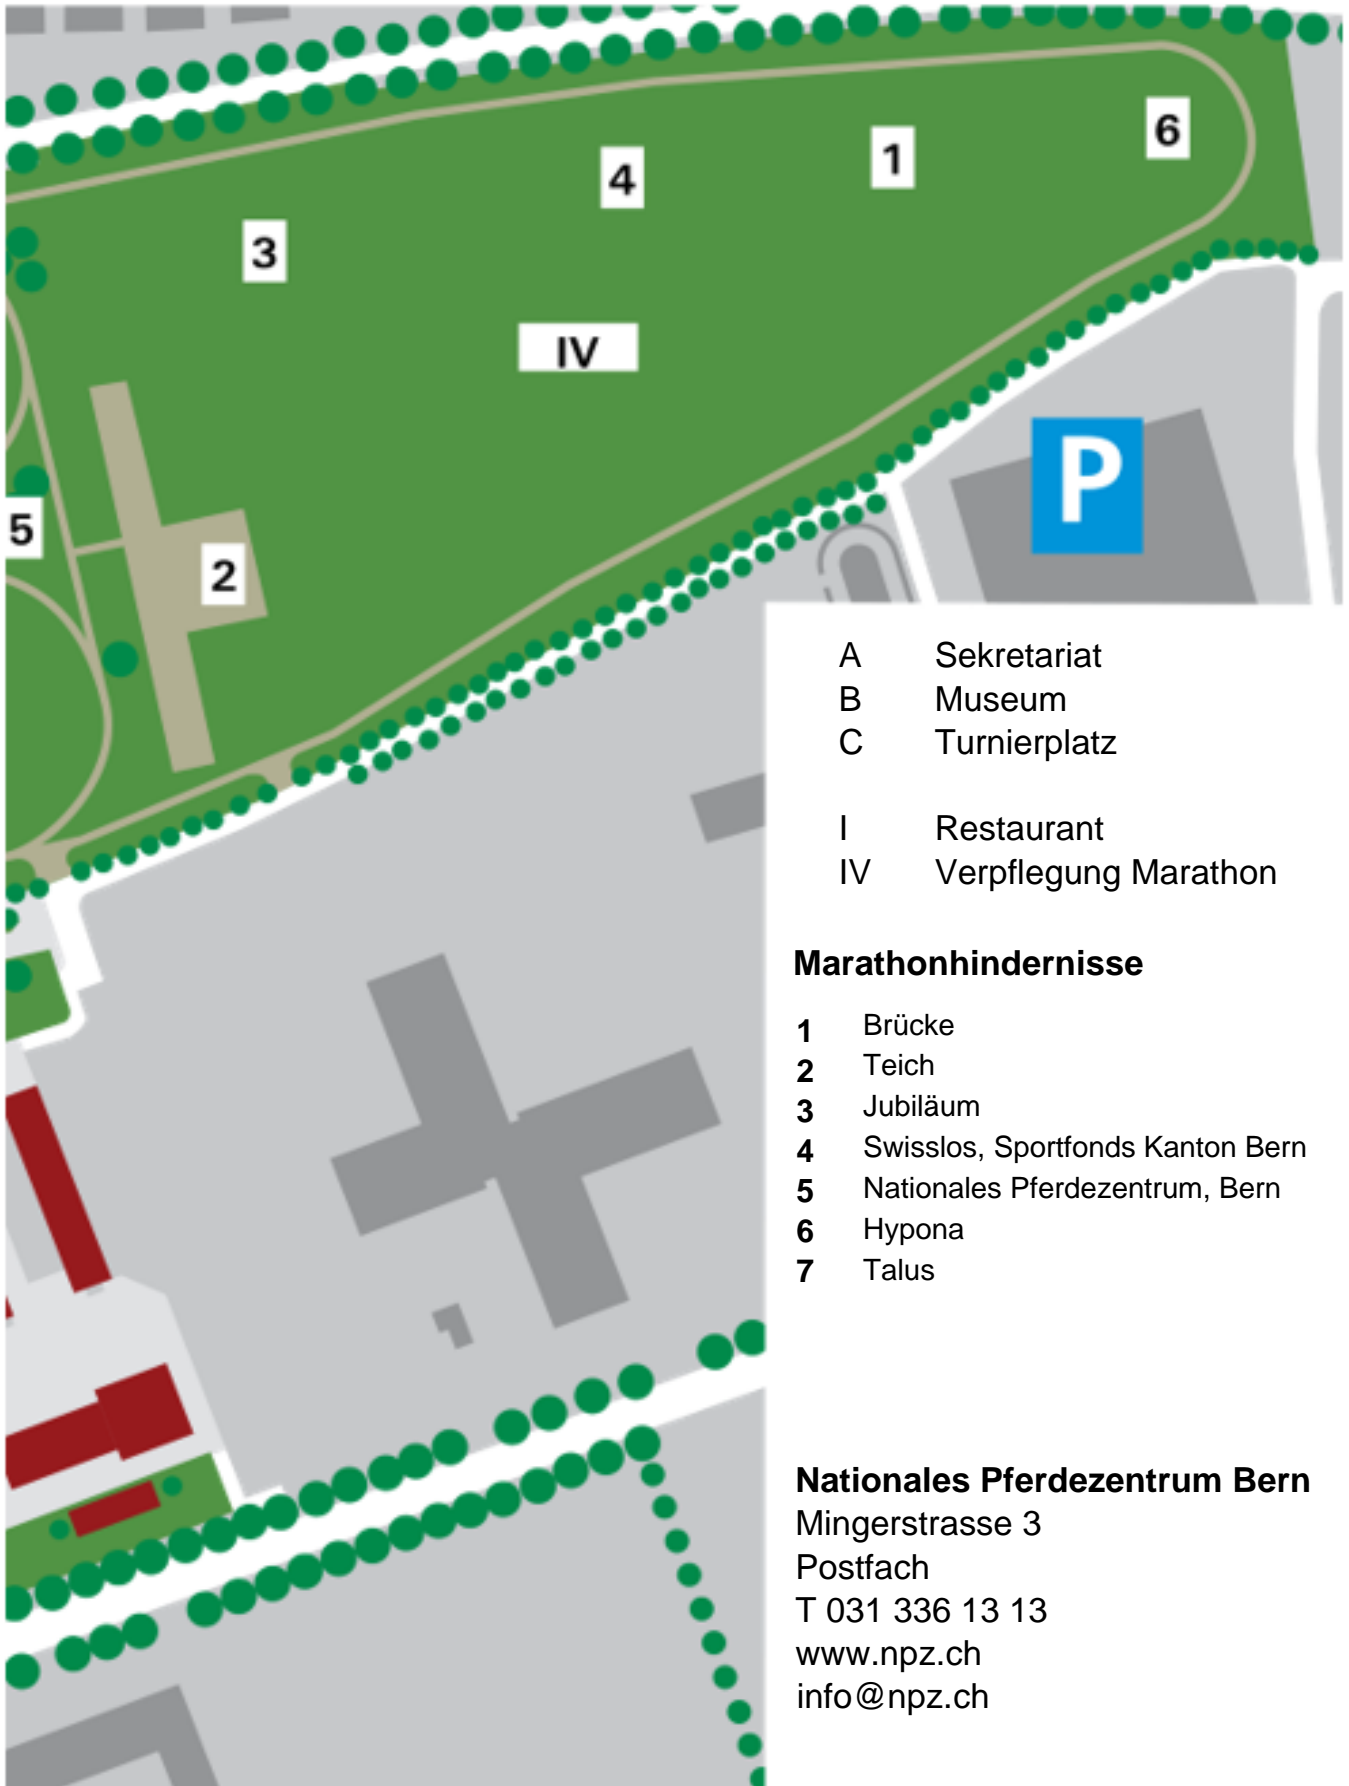 6
1
4
3
IV
P
5
2
A Sekretariat
B Museum
C Turnierplatz
I Restaurant
IV Verpflegung Marathon
Marathonhindernisse
1 Brücke
2 Teich
3 Jubiläum
4 Swisslos, Sportfonds Kanton Bern
5 Nationales Pferdezentrum, Bern
6 Hypona
7 Talus
Nationales Pferdezentrum Bern
Mingerstrasse 3
Postfach
T 031 336 13 13
www.npz.ch
info@npz.ch